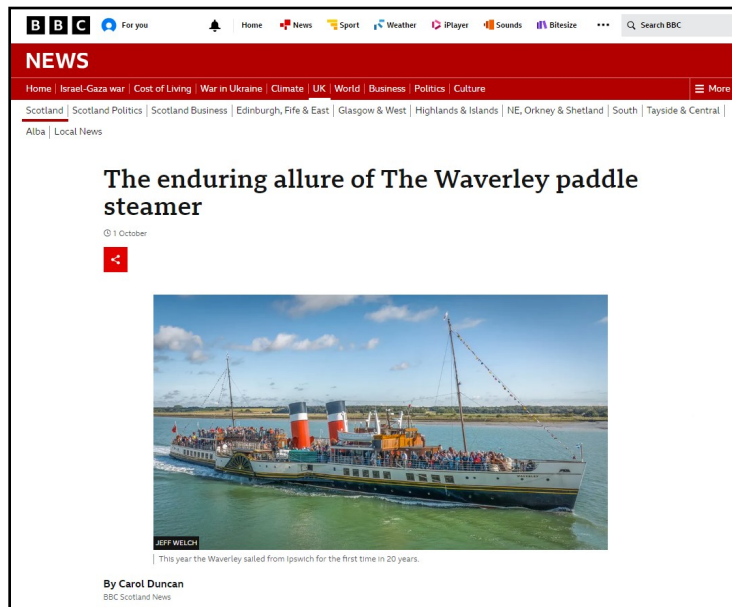 BBC For you Home News Sport Weather iPlayer Sounds Bitesize ••• Search BBC
NEWS
Home | Israel-Gaza war | Cost of Living | War in Ukraine | Climate | UK | World | Business | Politics | Culture ☰ More
Scotland | Scotland Politics | Scotland Business | Edinburgh, Fife & East | Glasgow & West | Highlands & Islands | NE, Orkney & Shetland | South | Tayside & Central |
Alba | Local News
The enduring allure of The Waverley paddle
steamer
1 October
JEFF WELCH
This year the Waverley sailed from Ipswich for the first time in 20 years.
By Carol Duncan
BBC Scotland News